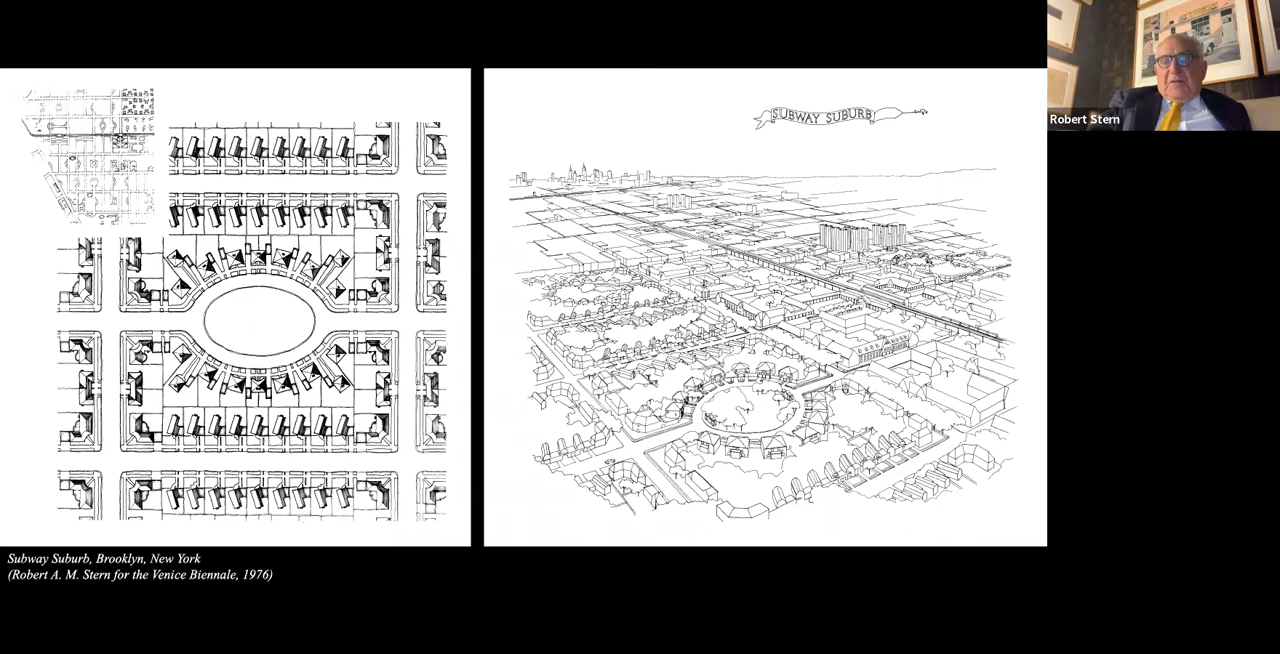 SUBWAY SUBURB
Robert Stern
Subway Suburb, Brooklyn, New York
(Robert A. M. Stern for the Venice Biennale, 1976)